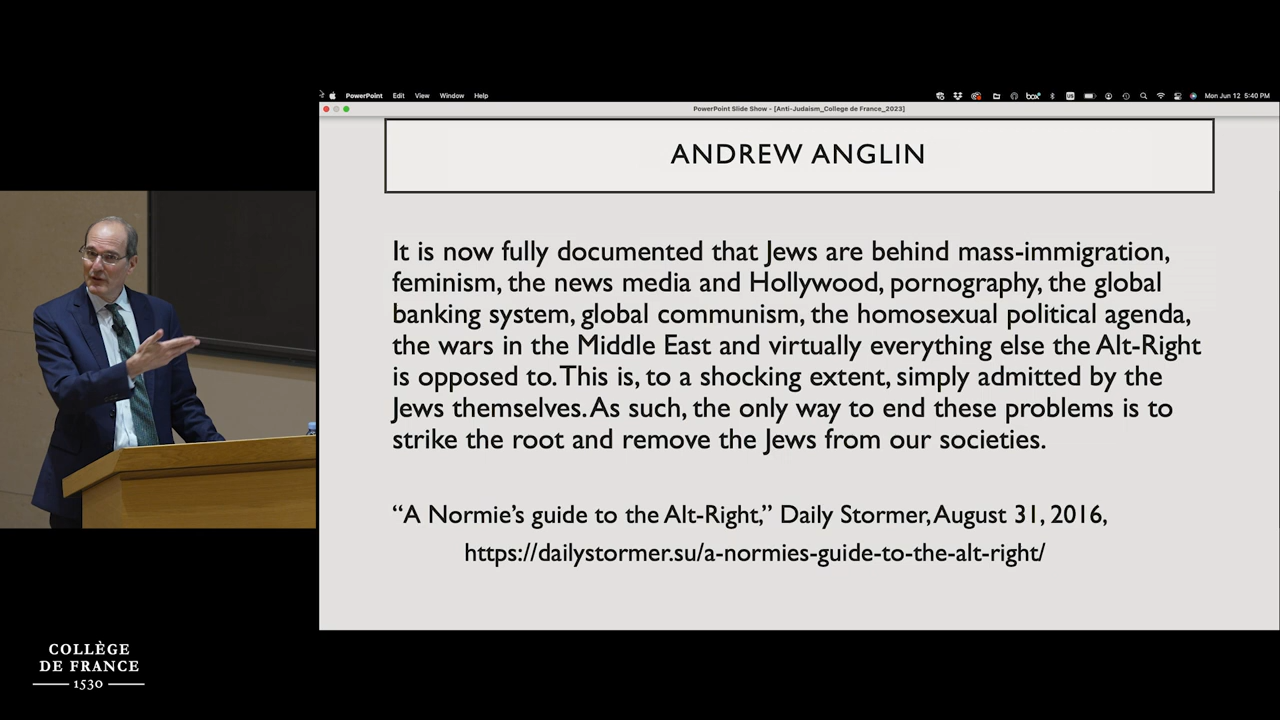 PowerPoint Edit View Window Help
box
Mon Jun 12 5:40 PM
PowerPoint Slide Show - [Anti-Judaism_College de France_2023]
ANDREW ANGLIN
It is now fully documented that Jews are behind mass-immigration,
feminism, the news media and Hollywood, pornography, the global
banking system, global communism, the homosexual political agenda,
the wars in the Middle East and virtually everything else the Alt-Right
is opposed to. This is, to a shocking extent, simply admitted by the
Jews themselves. As such, the only way to end these problems is to
strike the root and remove the Jews from our societies.
“A Normie’s guide to the Alt-Right,” Daily Stormer, August 31, 2016,
https://dailystormer.su/a-normies-guide-to-the-alt-right/
COLLÈGE
DE FRANCE
1530